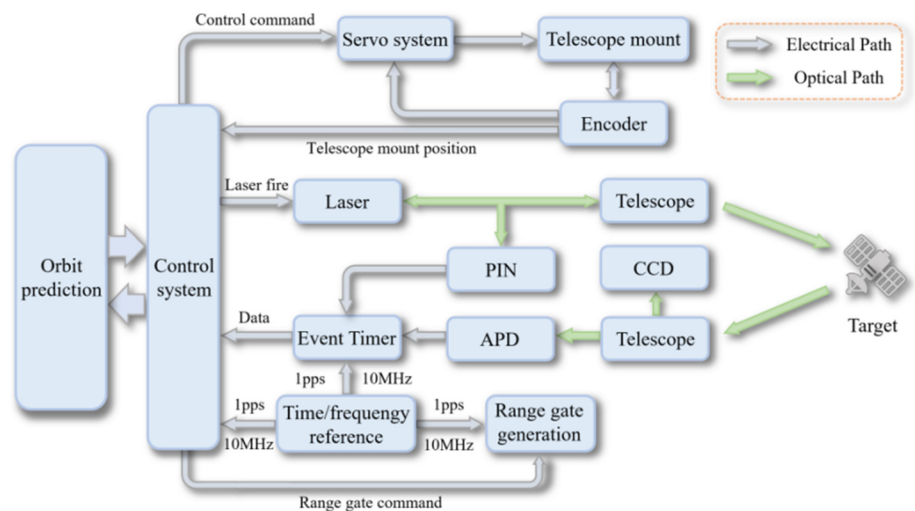 Control command
Servo system
Telescope mount
Electrical Path
Optical Path
Encoder
Telescope mount position
Laser fire
Laser
Telescope
Orbit
prediction
Control
system
PIN
CCD
Target
Data
Event Timer
APD
Telescope
1pps
10MHz
1pps
10MHz
Time/frequengy
reference
1pps
10MHz
Range gate
generation
Range gate command